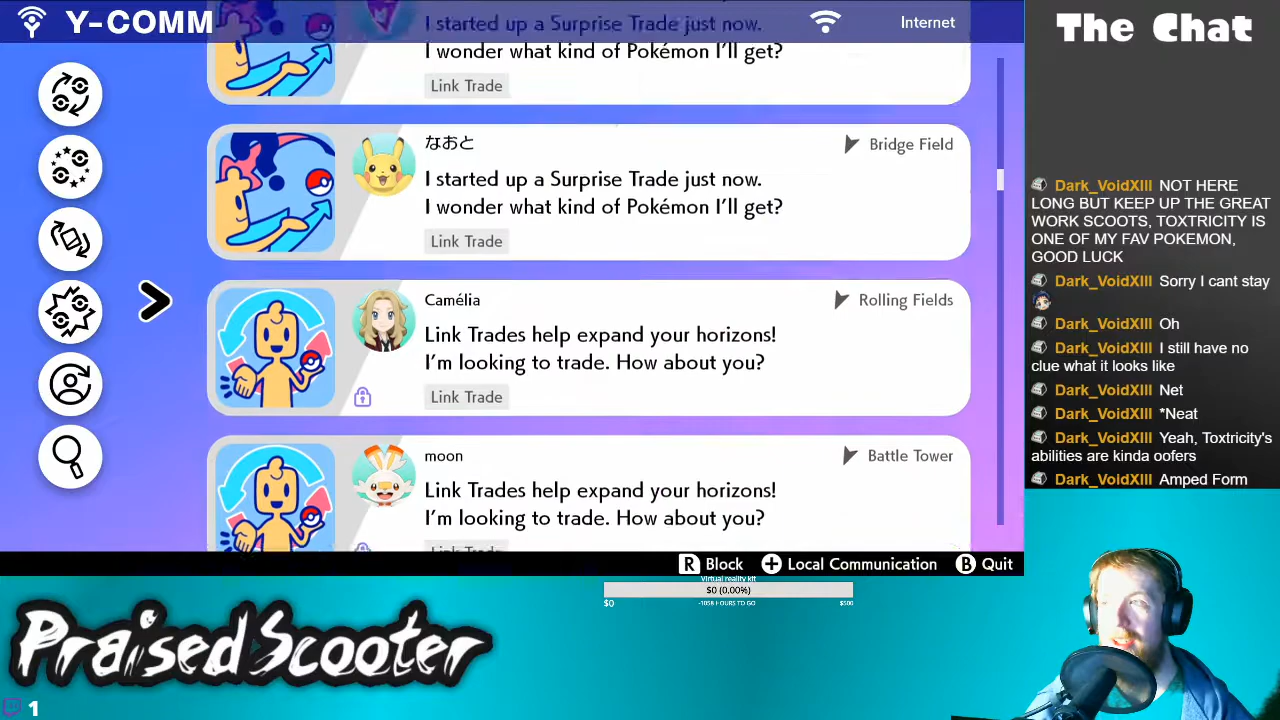 Y-COMM
Internet
I started up a Surprise Trade just now.
I wonder what kind of Pokémon I'll get?
Link Trade
なおと
Bridge Field
I started up a Surprise Trade just now.
I wonder what kind of Pokémon I'll get?
Link Trade
Camélia
Rolling Fields
Link Trades help expand your horizons!
I'm looking to trade. How about you?
Link Trade
moon
Battle Tower
Link Trades help expand your horizons!
I'm looking to trade. How about you?
Link Trade
R Block
+ Local Communication
B Quit
The Chat
Dark_VoidXIII NOT HERE
LONG BUT KEEP UP THE GREAT
WORK SCOOTS, TOXTRICITY IS
ONE OF MY FAV POKEMON,
GOOD LUCK
Dark_VoidXIII Sorry I cant stay
Dark_VoidXIII Oh
Dark_VoidXIII I still have no
clue what it looks like
Dark_VoidXIII Net
Dark_VoidXIII *Neat
Dark_VoidXIII Yeah, Toxtricity's
abilities are kinda oofers
Dark_VoidXIII Amped Form
Virtual reality kit
$0 (0.00%)
$0
-1058 HOURS TO GO
$500
PraisedScooter
1